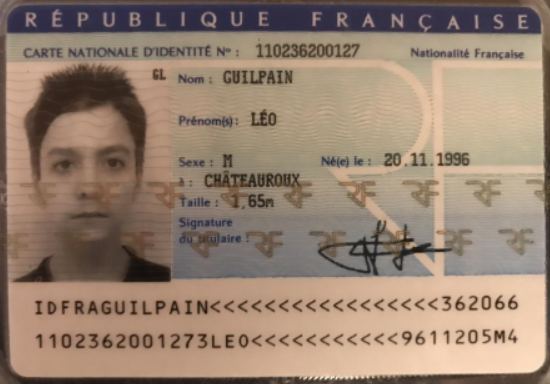 RÉPUBLIQUE FRANÇAISE
CARTE NATIONALE D'IDENTITÉ Nº : 110236200127 Nationalité Française
GL Nom : GUILPAIN
Prénom(s) : LÉO
Sexe : M Né(e) le : 20.11.1996
à : CHÂTEAUROUX
Taille : 1,65m
Signature
du titulaire :
IDFRAGUILPAIN<<<<<<<<<<<<<<<<<362066
1102362001273LEO<<<<<<<<<<<9611205M4